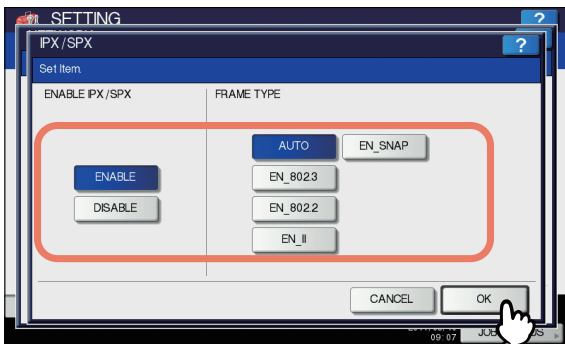 SETTING
?
IPX/SPX
?
Set Item.
ENABLE IPX/SPX
FRAME TYPE
AUTO
EN_SNAP
ENABLE
EN_802.3
DISABLE
EN_802.2
EN_II
CANCEL
OK
09:07